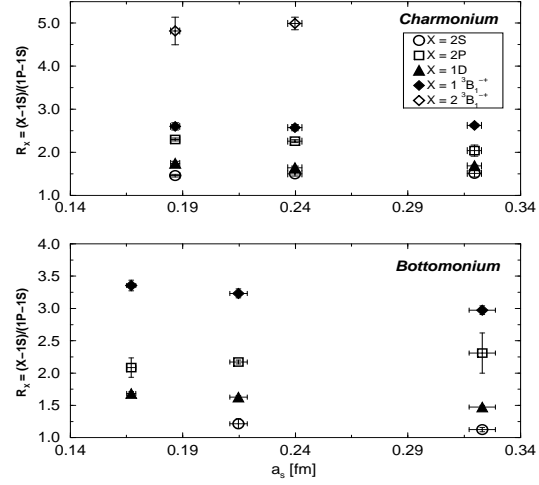 Charmonium
X = 2S
X = 2P
X = 1D
X = 1 ³B₁⁻⁺
X = 2 ³B₁⁻⁺
R_X = (X−1S)/(1P−1S)
5.0
4.0
3.0
2.0
1.0
0.14 0.19 0.24 0.29 0.34
Bottomonium
R_X = (X−1S)/(1P−1S)
4.0
3.5
3.0
2.5
2.0
1.5
1.0
0.14 0.19 0.24 0.29 0.34
a_s [fm]